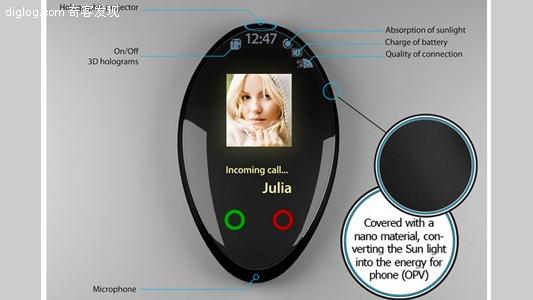 diglog.com 奇客发现
12:47
On/Off
3D holograms
Absorption of sunlight
Charge of battery
Quality of connection
Incoming call...
Julia
Covered with a
nano material, con-
verting the Sun light
into the energy for
phone (OPV)
Microphone